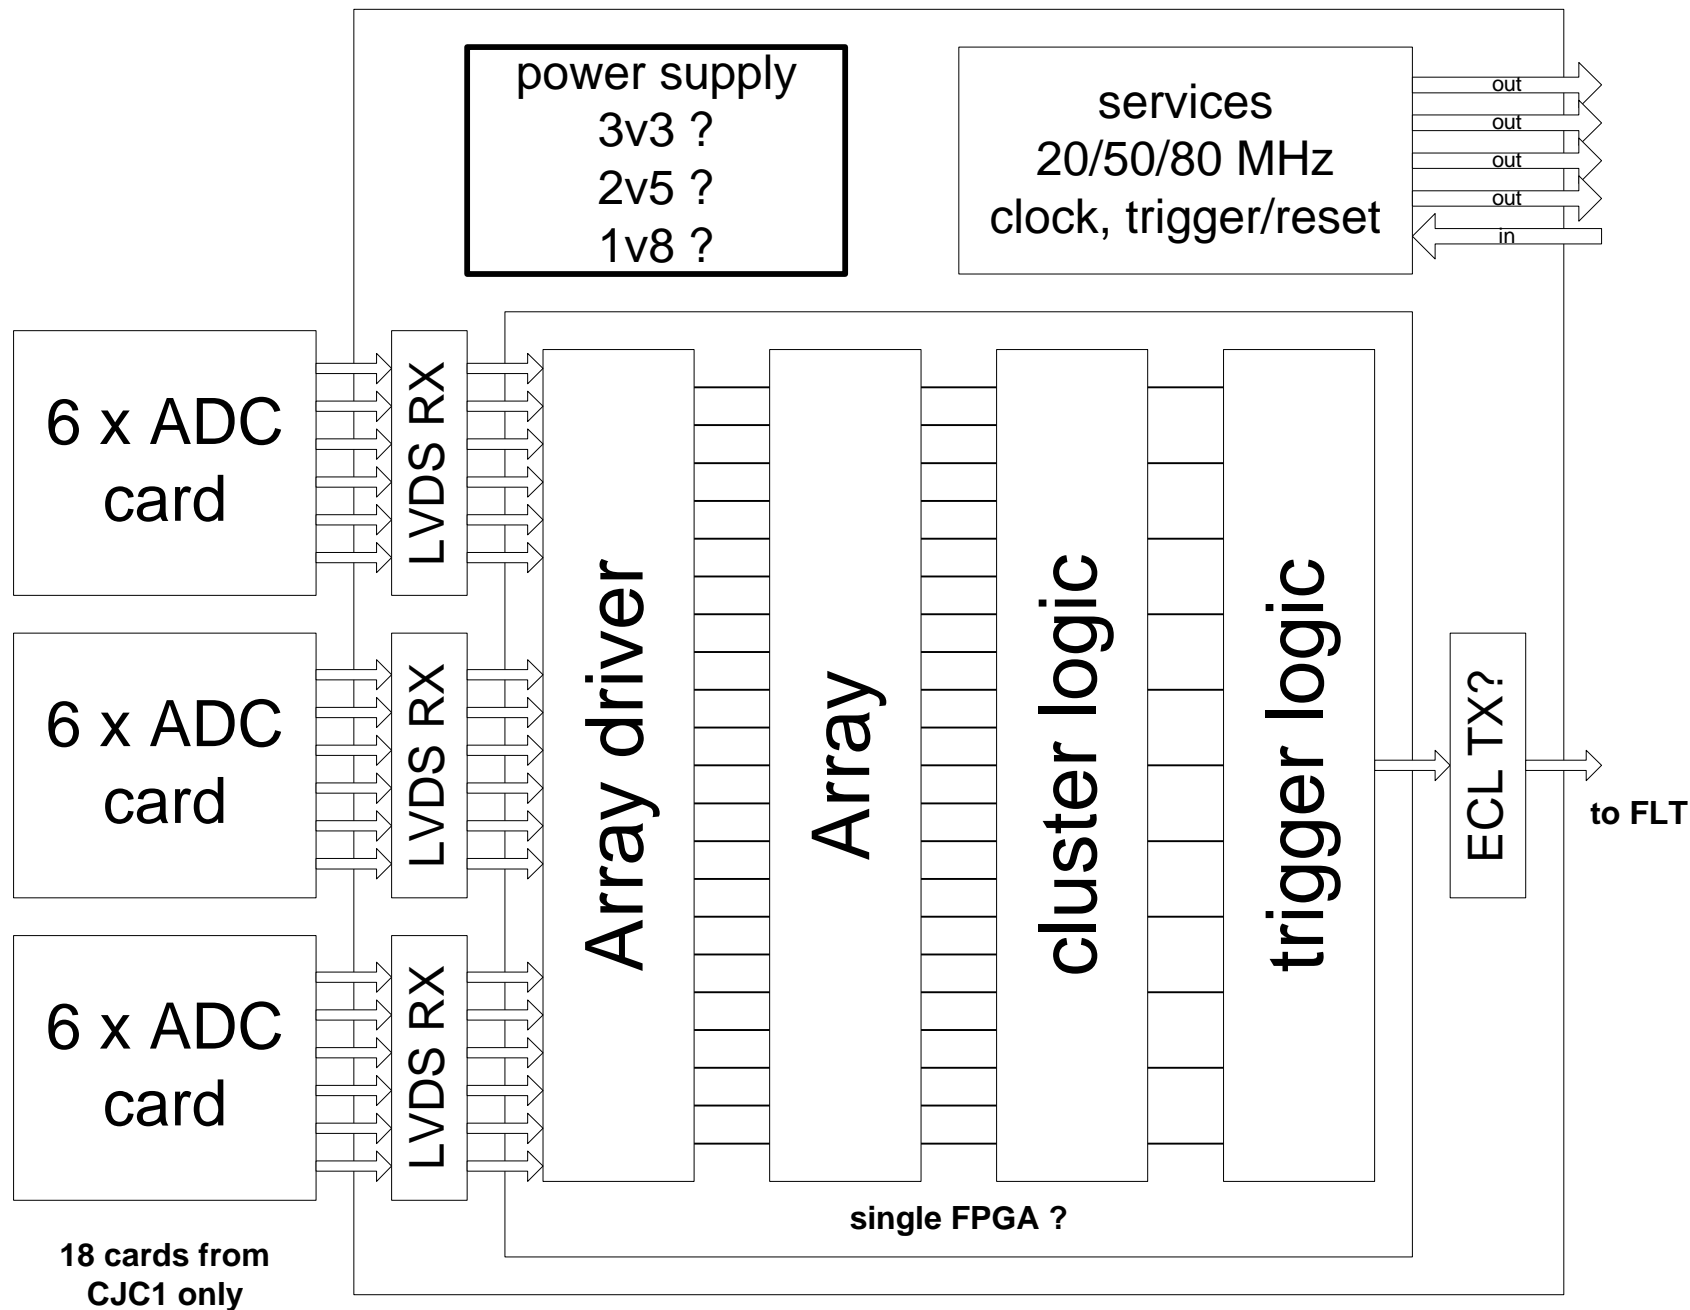 power supply
3v3 ?
2v5 ?
1v8 ?
services
20/50/80 MHz
clock, trigger/reset
out
out
out
out
in
6 x ADC
card
LVDS RX
6 x ADC
card
LVDS RX
6 x ADC
card
LVDS RX
Array driver
Array
cluster logic
trigger logic
ECL TX?
to FLT
single FPGA ?
18 cards from
CJC1 only